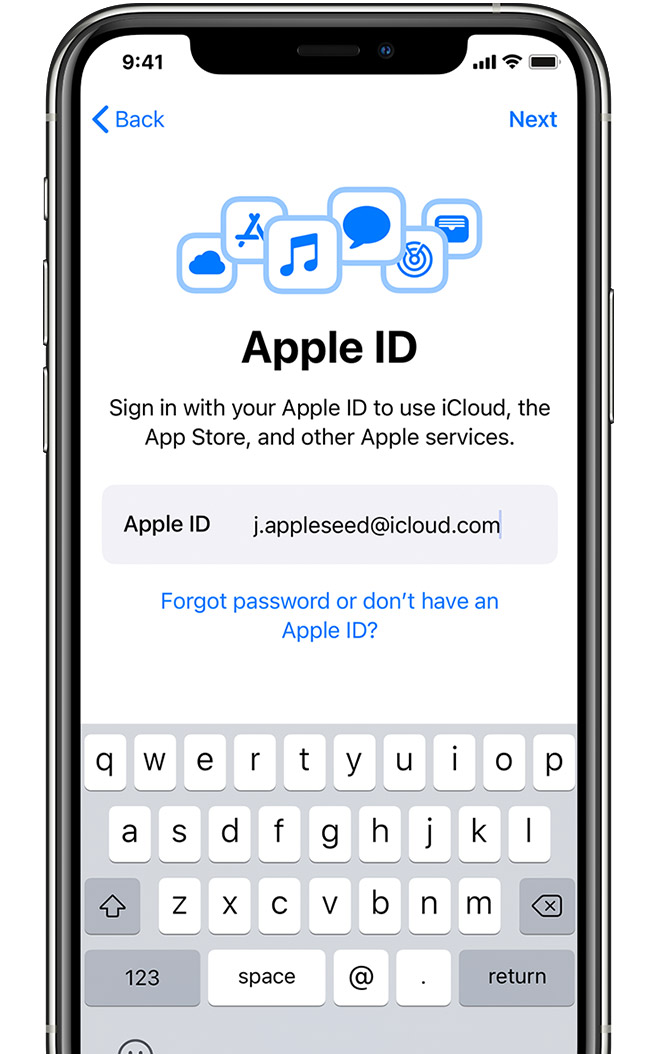 9:41
Back
Next
Apple ID
Sign in with your Apple ID to use iCloud, the
App Store, and other Apple services.
Apple ID j.appleseed@icloud.com
Forgot password or don’t have an
Apple ID?
q w e r t y u i o p
a s d f g h j k l
z x c v b n m
123 space @ . return